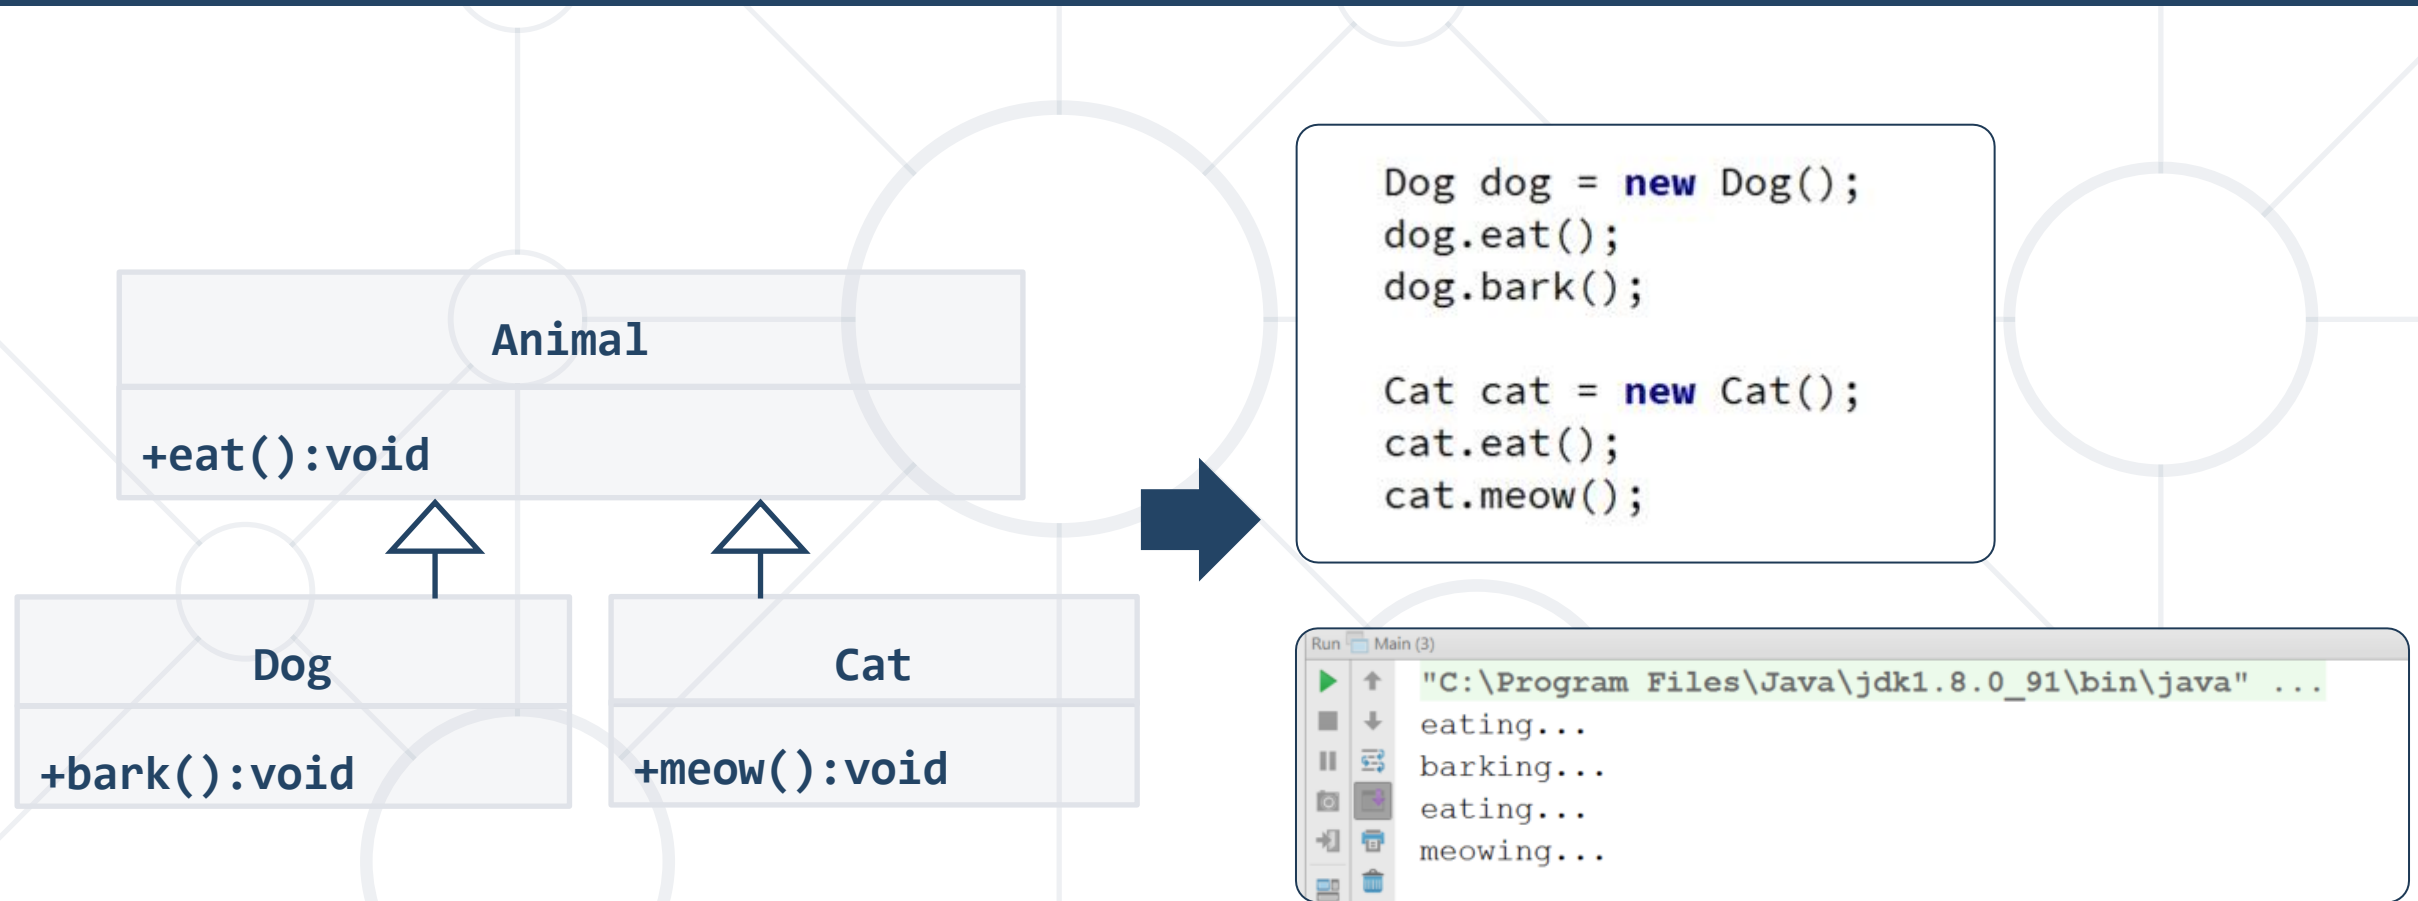 Animal
+eat():void
Dog
+bark():void
Cat
+meow():void
Dog dog = new Dog();
dog.eat();
dog.bark();
Cat cat = new Cat();
cat.eat();
cat.meow();
Run Main (3)
"C:\Program Files\Java\jdk1.8.0_91\bin\java" ...
eating...
barking...
eating...
meowing...